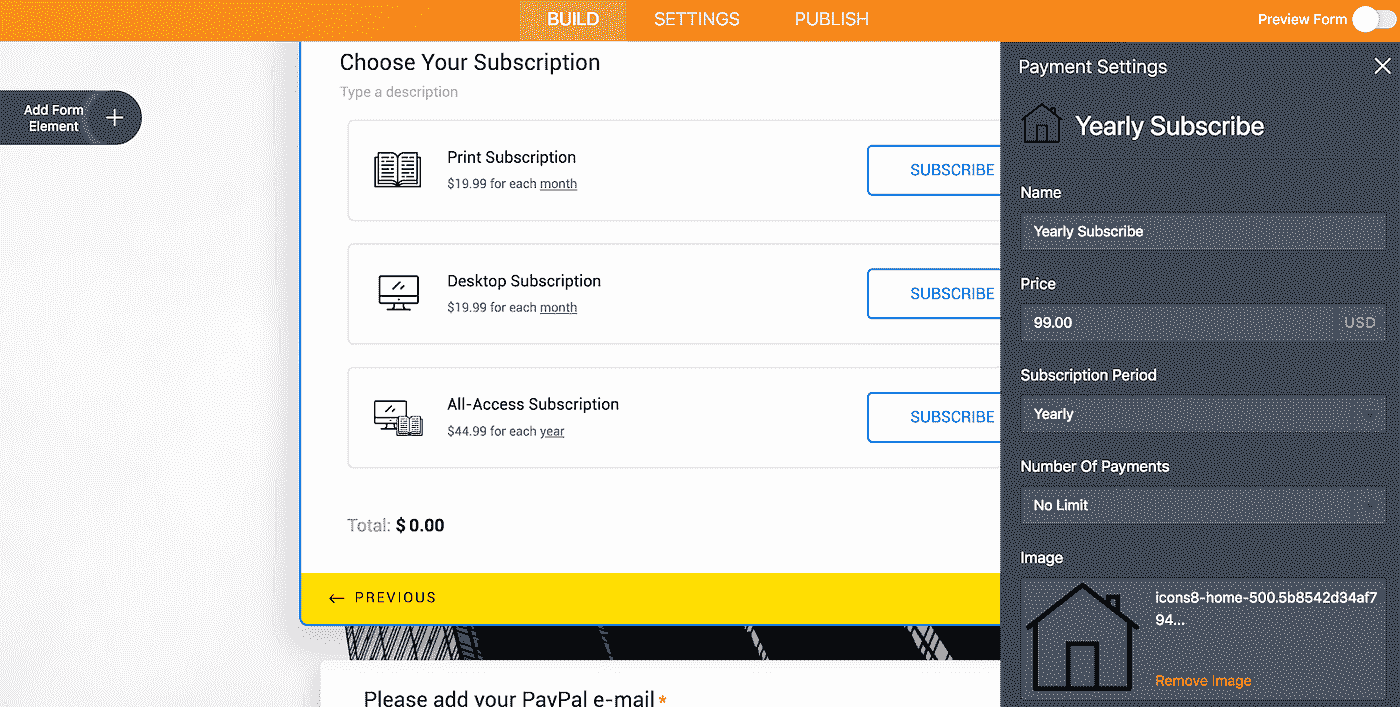 BUILD SETTINGS PUBLISH Preview Form
Add Form
Element
Choose Your Subscription
Type a description
Print Subscription
$19.99 for each month
SUBSCRIBE
Desktop Subscription
$19.99 for each month
SUBSCRIBE
All-Access Subscription
$44.99 for each year
SUBSCRIBE
Total: $ 0.00
← PREVIOUS
Please add your PayPal e-mail *
Payment Settings
Yearly Subscribe
Name
Yearly Subscribe
Price
99.00 USD
Subscription Period
Yearly
Number Of Payments
No Limit
Image
icons8-home-500.5b8542d34af7
94...
Remove Image